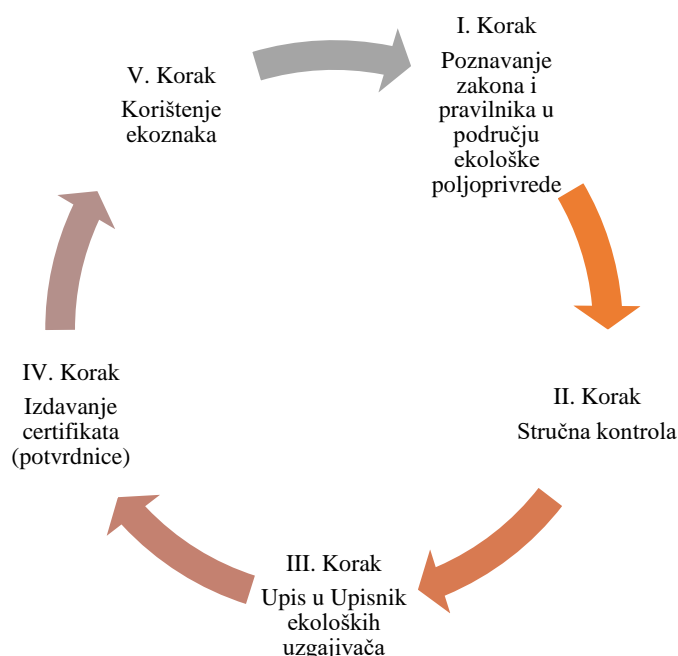 I. Korak
Poznavanje
zakona i
pravilnika u
području
ekološke
poljoprivrede
II. Korak
Stručna kontrola
III. Korak
Upis u Upisnik
ekoloških
uzgajivača
IV. Korak
Izdavanje
certifikata
(potvrdnice)
V. Korak
Korištenje
ekoznaka